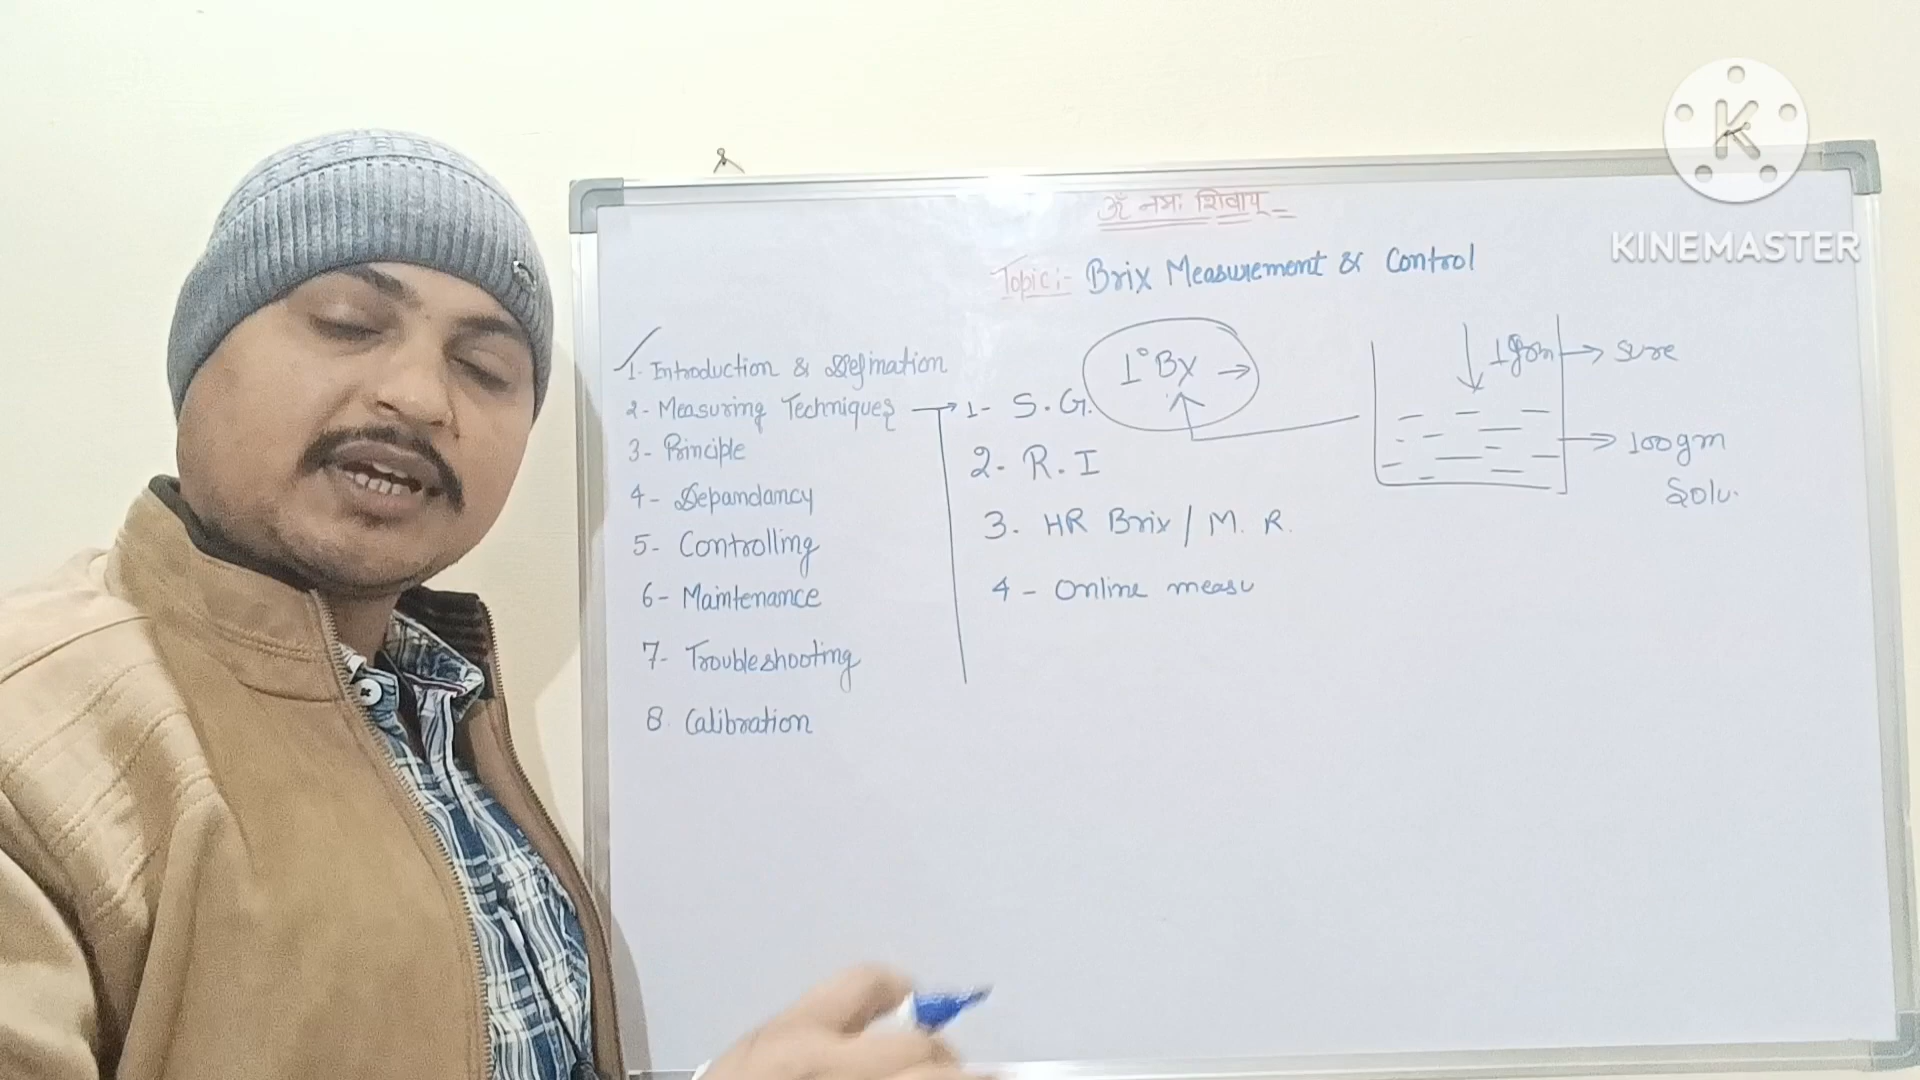 ॐ नमः शिवाय
Topic:- Brix Measurement & Control
1- Introduction & Defination
2- Measuring Techniques
3- Principle
4- Depandancy
5- Controlling
6- Maintenance
7- Troubleshooting
8. Calibration
1- S.G.
2- R.I
3. HR Brix / M. R.
4 - Online measu
1°Bx
1gm
100gm
Solu.
K
KINEMASTER